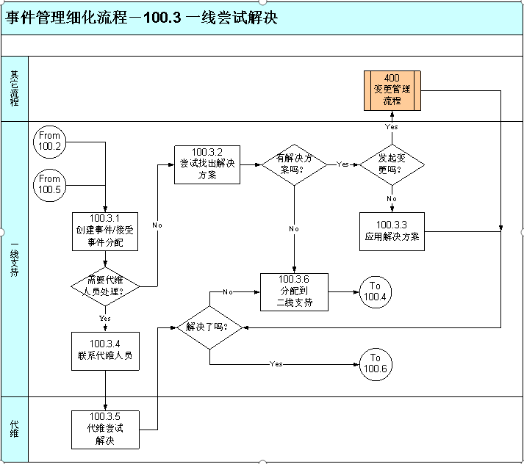 事件管理细化流程－100.3 一线尝试解决
其它流程
400
变更管理
流程
一线支持
From
100.2
From
100.5
100.3.1
创建事件/接受
事件分配
需要代维
人员处理?
Yes
No
100.3.4
联系代维人员
100.3.2
尝试找出解决
方案
有解决方
案吗?
Yes
No
发起变
更吗?
Yes
No
100.3.3
应用解决方案
100.3.6
分配到
二线支持
To
100.4
解决了吗?
No
Yes
To
100.6
代维
100.3.5
代维尝试
解决